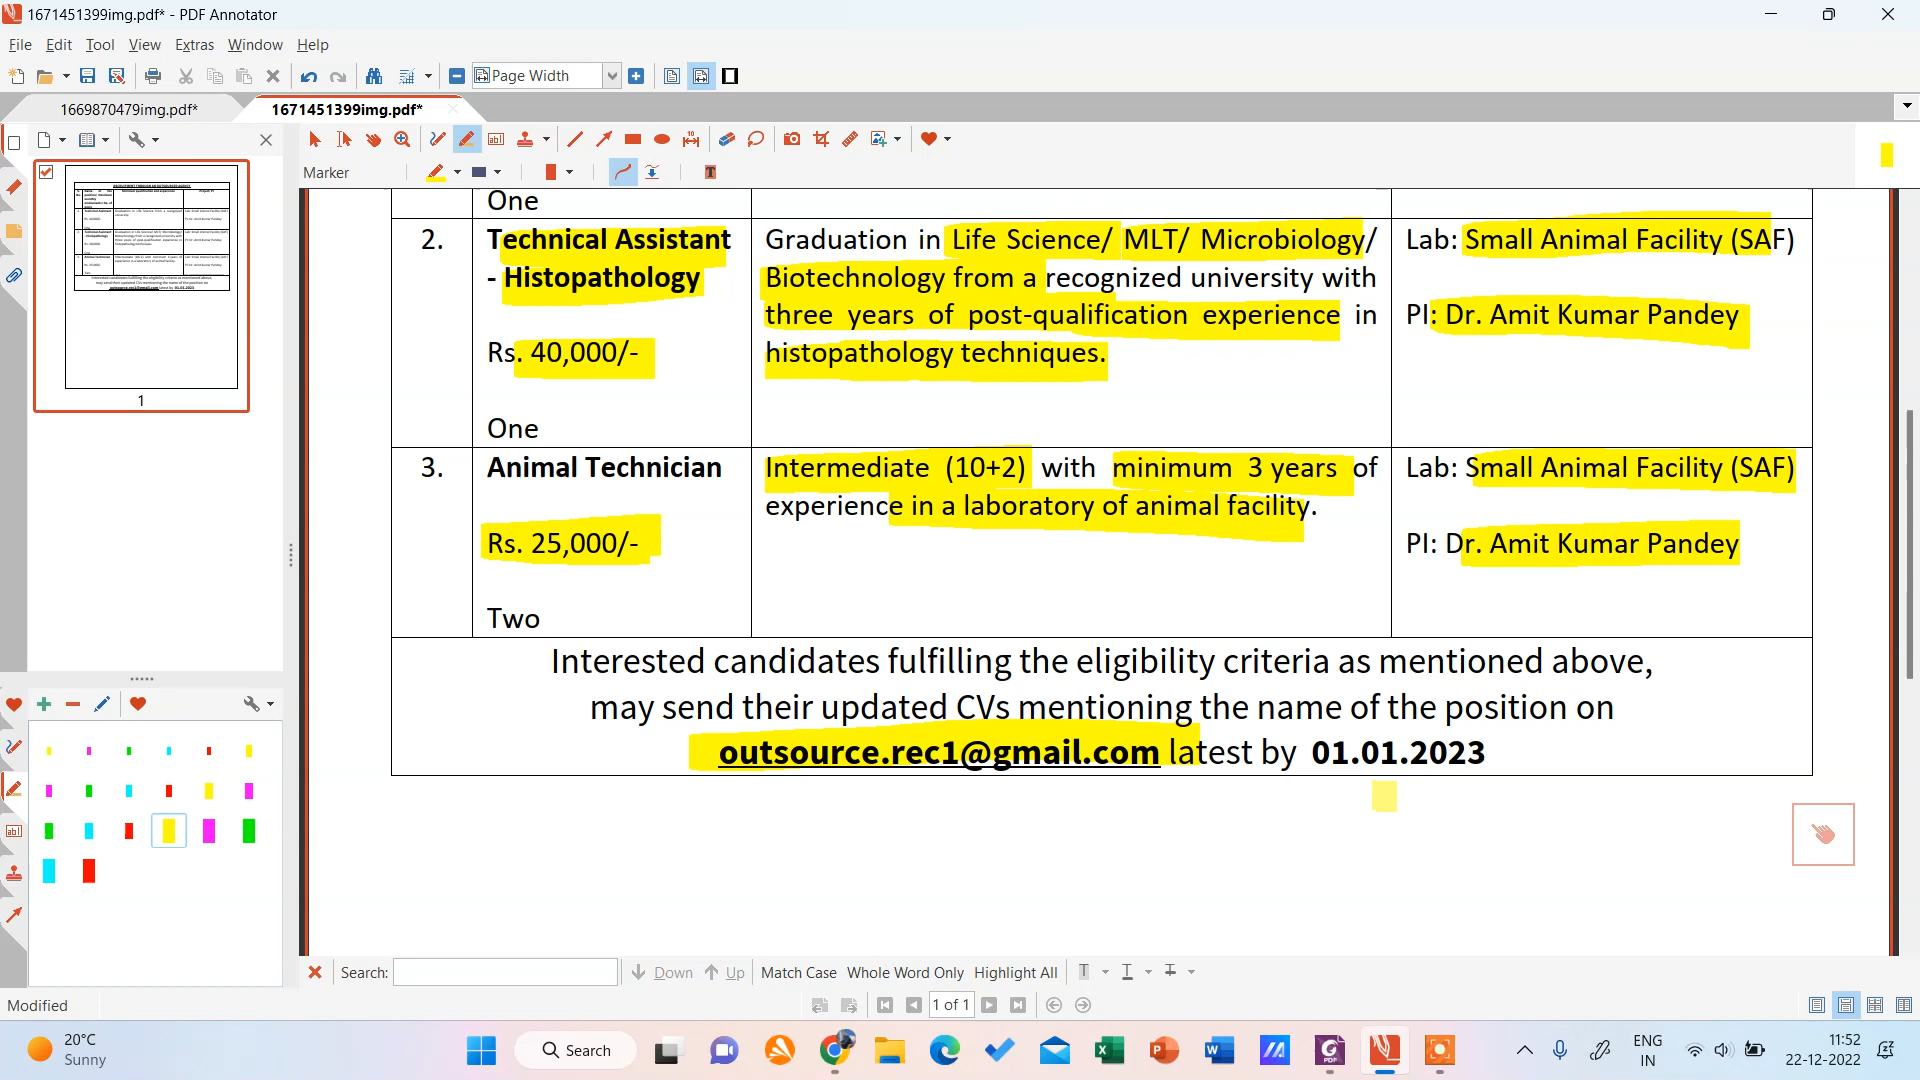 1671451399img.pdf* - PDF Annotator
File Edit Tool View Extras Window Help
Page Width
1669870479img.pdf* 1671451399img.pdf*
Marker
One
2. Technical Assistant Graduation in Life Science/ MLT/ Microbiology/ Lab: Small Animal Facility (SAF)
- Histopathology Biotechnology from a recognized university with
three years of post-qualification experience in PI: Dr. Amit Kumar Pandey
Rs. 40,000/- histopathology techniques.
One
3. Animal Technician Intermediate (10+2) with minimum 3 years of Lab: Small Animal Facility (SAF)
experience in a laboratory of animal facility.
Rs. 25,000/- PI: Dr. Amit Kumar Pandey
Two
Interested candidates fulfilling the eligibility criteria as mentioned above,
may send their updated CVs mentioning the name of the position on
outsource.rec1@gmail.com latest by 01.01.2023
1
Search: Down Up Match Case Whole Word Only Highlight All
Modified 1 of 1
20°C
Sunny
Search
ENG
IN
11:52
22-12-2022